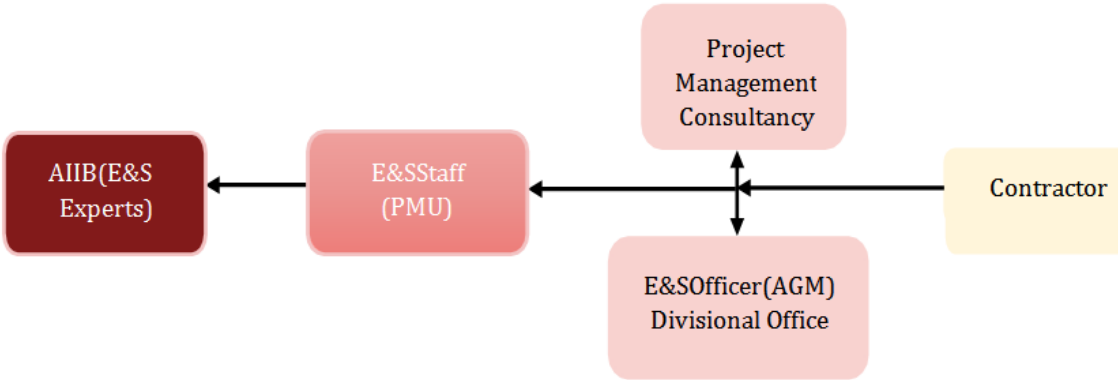 Project
Management
Consultancy
AIIB(E&S
Experts)
E&SStaff
(PMU)
Contractor
E&SOfficer(AGM)
Divisional Office